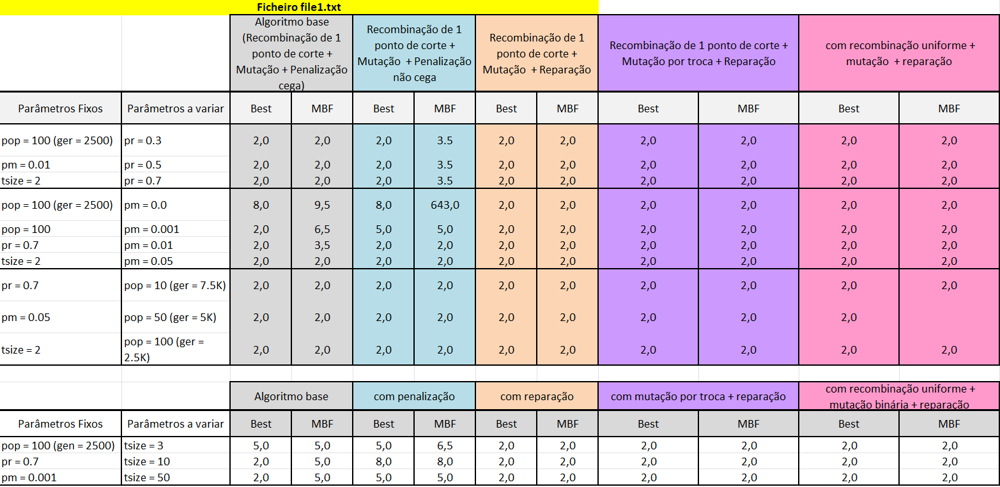 Ficheiro file1.txt
Algoritmo base
(Recombinação de 1
ponto de corte +
Mutação + Penalização
cega)
Recombinação de 1
ponto de corte +
Mutação + Penalização
não cega
Recombinação de 1
ponto de corte +
Mutação + Reparação
Recombinação de 1 ponto de corte +
Mutação por troca + Reparação
com recombinação uniforme +
mutação + reparação
Parâmetros Fixos Parâmetros a variar Best MBF Best MBF Best MBF Best MBF Best MBF
pop = 100 (ger = 2500) pr = 0.3 2,0 2,0 2,0 3.5 2,0 2,0 2,0 2,0 2,0 2,0
pm = 0.01 pr = 0.5 2,0 2,0 2,0 3.5 2,0 2,0 2,0 2,0 2,0 2,0
tsize = 2 pr = 0.7 2,0 2,0 2,0 3.5 2,0 2,0 2,0 2,0 2,0 2,0
pop = 100 (ger = 2500) pm = 0.0 8,0 9,5 8,0 643,0 2,0 2,0 2,0 2,0 2,0 2,0
pop = 100 pm = 0.001 2,0 6,5 5,0 5,0 2,0 2,0 2,0 2,0 2,0 2,0
pr = 0.7 pm = 0.01 2,0 3,5 2,0 2,0 2,0 2,0 2,0 2,0 2,0 2,0
tsize = 2 pm = 0.05 2,0 2,0 2,0 2,0 2,0 2,0 2,0 2,0 2,0 2,0
pr = 0.7 pop = 10 (ger = 7.5K) 2,0 2,0 2,0 2,0 2,0 2,0 2,0 2,0 2,0 2,0
pm = 0.05 pop = 50 (ger = 5K) 2,0 2,0 2,0 2,0 2,0 2,0 2,0 2,0 2,0
tsize = 2 pop = 100 (ger =
2.5K) 2,0 2,0 2,0 2,0 2,0 2,0 2,0 2,0 2,0 2,0
Algoritmo base com penalização com reparação com mutação por troca + reparação com recombinação uniforme +
mutação binária + reparação
Parâmetros Fixos Parâmetros a variar Best MBF Best MBF Best MBF Best MBF Best MBF
pop = 100 (gen = 2500) tsize = 3 5,0 5,0 5,0 6,5 2,0 2,0 2,0 2,0 2,0 2,0
pr = 0.7 tsize = 10 2,0 5,0 8,0 8,0 2,0 2,0 2,0 2,0 2,0 2,0
pm = 0.001 tsize = 50 2,0 5,0 5,0 5,0 2,0 2,0 2,0 2,0 2,0 2,0